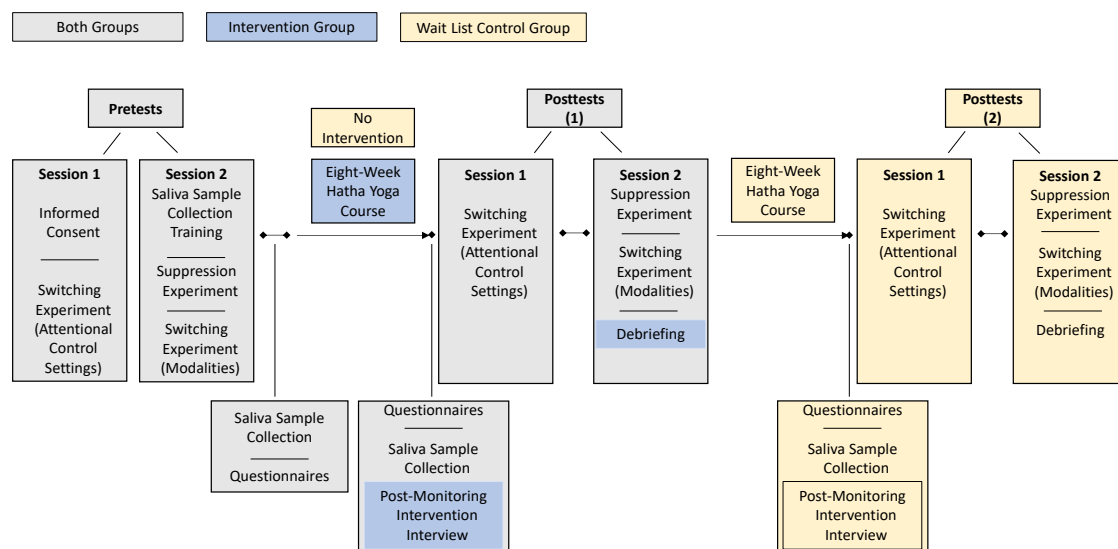 Both Groups
Intervention Group
Wait List Control Group
Pretests
Session 1
Informed
Consent
Switching
Experiment
(Attentional
Control
Settings)
Session 2
Saliva Sample
Collection
Training
Suppression
Experiment
Switching
Experiment
(Modalities)
Saliva Sample
Collection
Questionnaires
No
Intervention
Eight-Week
Hatha Yoga
Course
Questionnaires
Saliva Sample
Collection
Post-Monitoring
Intervention
Interview
Posttests
(1)
Session 1
Switching
Experiment
(Attentional
Control
Settings)
Session 2
Suppression
Experiment
Switching
Experiment
(Modalities)
Debriefing
Eight-Week
Hatha Yoga
Course
Questionnaires
Saliva Sample
Collection
Post-Monitoring
Intervention
Interview
Posttests
(2)
Session 1
Switching
Experiment
(Attentional
Control
Settings)
Session 2
Suppression
Experiment
Switching
Experiment
(Modalities)
Debriefing